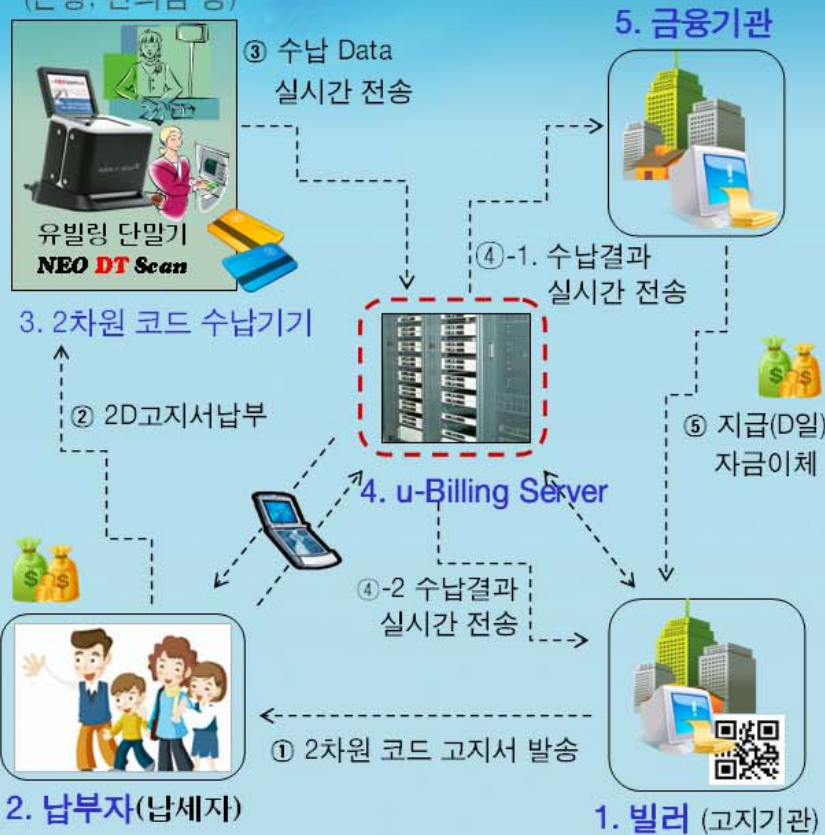 ③ 수납 Data
실시간 전송
5. 금융기관
유빌링 단말기
NEO DT Scan
3. 2차원 코드 수납기기
④-1. 수납결과
실시간 전송
② 2D고지서납부
⑤ 지급(D일)
자금이체
4. u-Billing Server
④-2 수납결과
실시간 전송
① 2차원 코드 고지서 발송
2. 납부자(납세자)
1. 빌러 (고지기관)